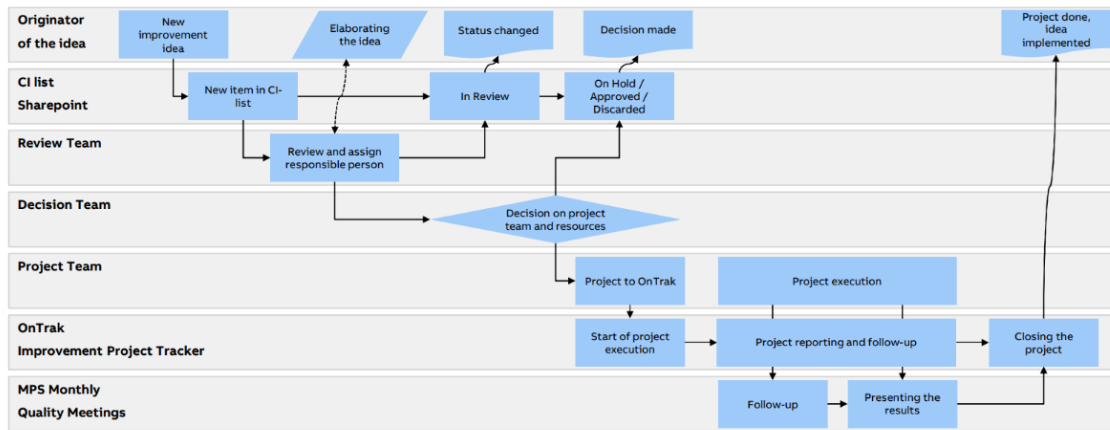 Originator
of the idea
New
improvement
idea
Elaborating
the idea
Status changed
Decision made
Project done,
idea
implemented
CI list
Sharepoint
New item in CI-
list
In Review
On Hold /
Approved /
Discarded
Review Team
Review and assign
responsible person
Decision Team
Decision on project
team and resources
Project Team
Project to OnTrak
Project execution
OnTrak
Improvement Project Tracker
Start of project
execution
Project reporting and follow-up
Closing the
project
MPS Monthly
Quality Meetings
Follow-up
Presenting the
results